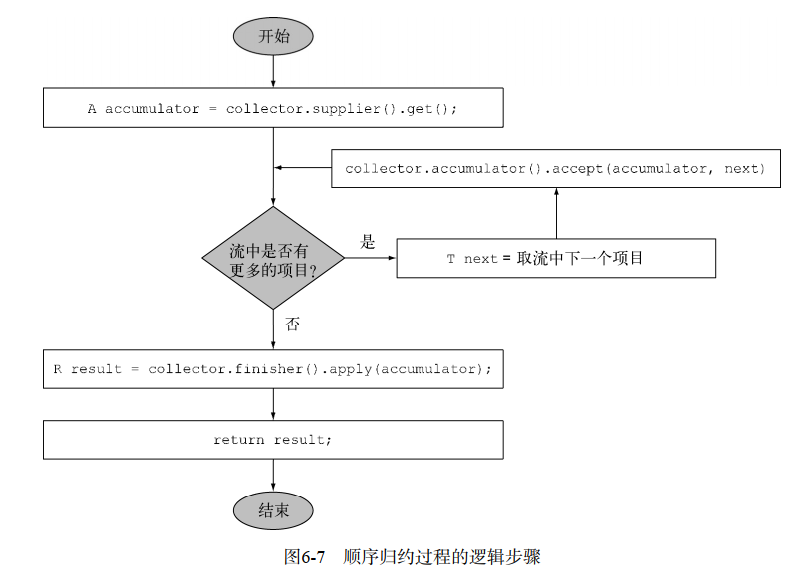 开始
A accumulator = collector.supplier().get();
collector.accumulator().accept(accumulator, next)
流中是否有
更多的项目?
是
T next = 取流中下一个项目
否
R result = collector.finisher().apply(accumulator);
return result;
结束
图6-7 顺序归约过程的逻辑步骤